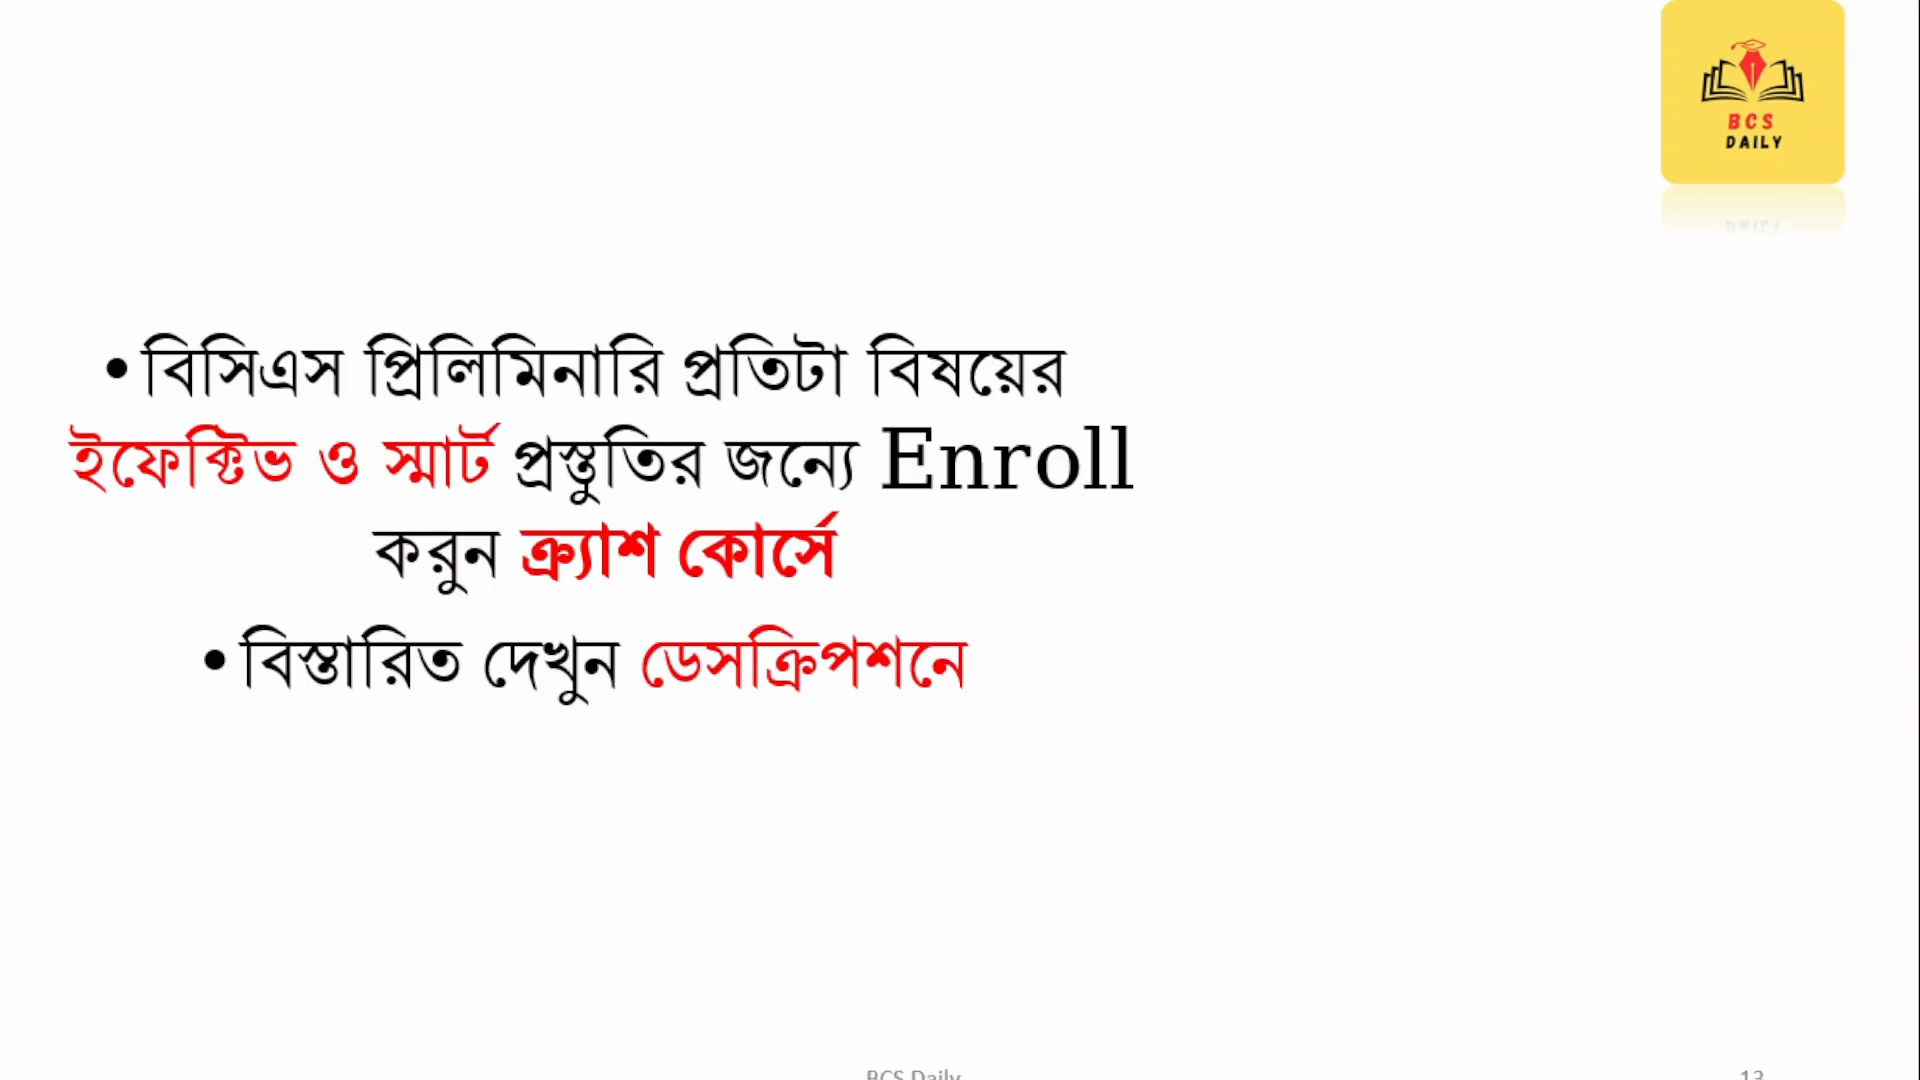 BCS
DAILY
• বিসিএস প্রিলিমিনারি প্রতিটা বিষয়ের
ইফেক্টিভ ও স্মার্ট প্রস্তুতির জন্যে Enroll
করুন ক্র্যাশ কোর্সে
• বিস্তারিত দেখুন ডেসক্রিপশনে
BCS Daily
13